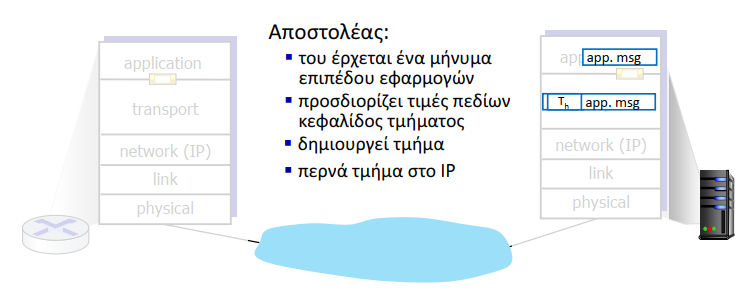 Αποστολέας:
▪ του έρχεται ένα μήνυμα
επιπέδου εφαρμογών
▪ προσδιορίζει τιμές πεδίων
κεφαλίδος τμήματος
▪ δημιουργεί τμήμα
▪ περνά τμήμα στο IP
application
transport
network (IP)
link
physical
app
app. msg
Th app. msg
network (IP)
link
physical